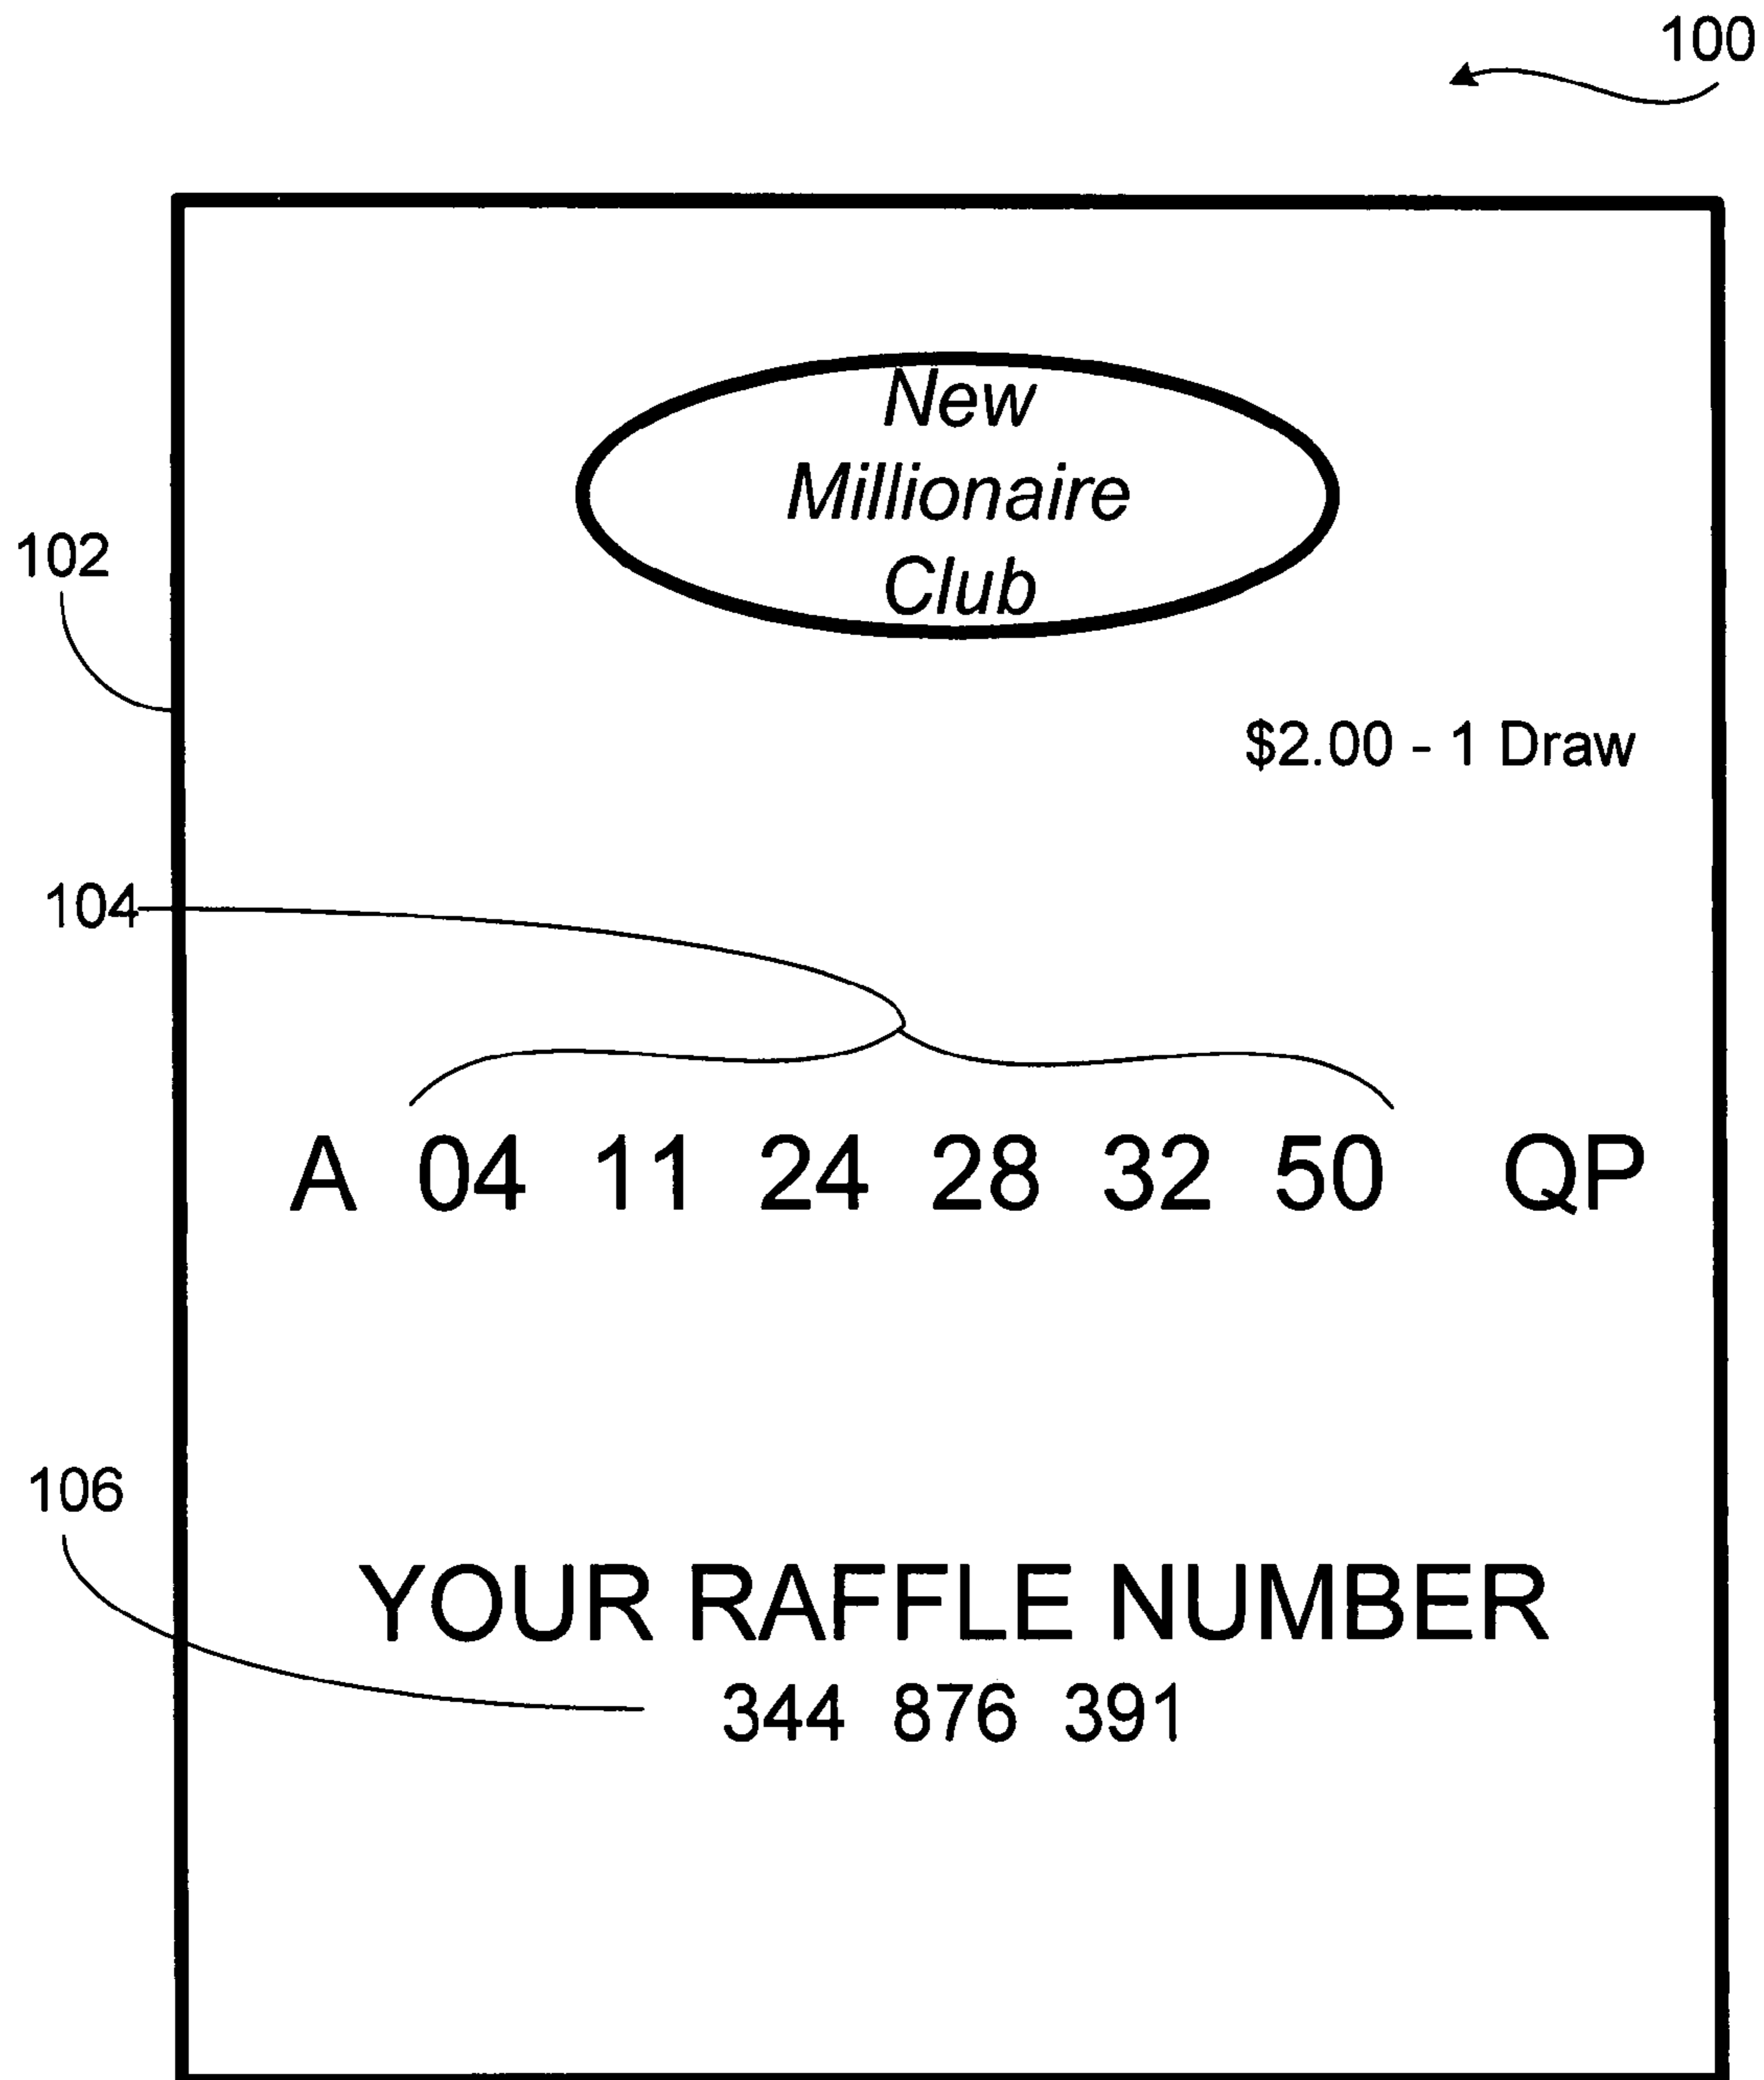 100
New
Millionaire
Club
102
$2.00 - 1 Draw
104
A 04 11 24 28 32 50 QP
106
YOUR RAFFLE NUMBER
344 876 391